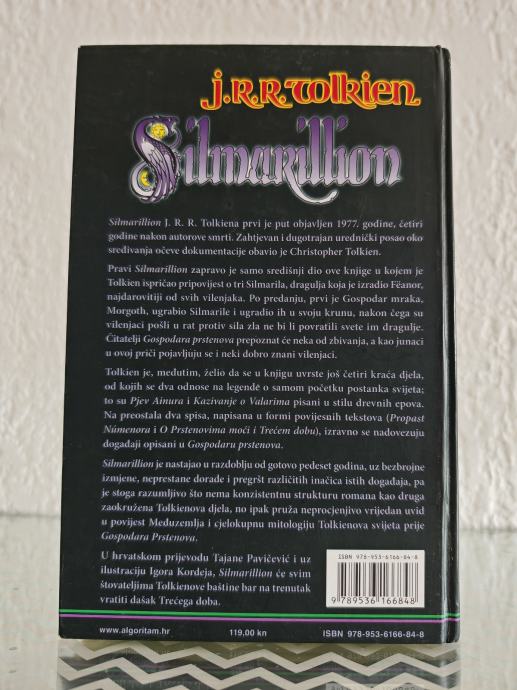 J.R.R. Tolkien
Silmarillion
Silmarillion J. R. R. Tolkiena prvi je put objavljen 1977. godine, četiri
godine nakon autorove smrti. Zahtjevan i dugotrajan urednički posao oko
sređivanja očeve dokumentacije obavio je Christopher Tolkien.
Pravi Silmarillion zapravo je samo središnji dio ove knjige u kojem je
Tolkien ispričao pripovijest o tri Silmarila, dragulja koja je izradio Fëanor,
najdarovitiji od svih vilenjaka. Po predanju, prvi je Gospodar mraka,
Morgoth, ugrabio Silmarile i ugradio ih u svoju krunu, nakon čega su
vilenjaci pošli u rat protiv sila zla ne bi li povratili svete im dragulje.
Čitatelji Gospodara prstenova prepoznat će neka od zbivanja, a kao junaci
u ovoj priči pojavljuju se i neki dobro znani vilenjaci.
Tolkien je, međutim, želio da se u knjigu uvrste još četiri kraća djela,
od kojih se dva odnose na legende o samom početku postanka svijeta;
to su Pjev Ainura i Kazivanje o Valarima pisani u stilu drevnih epova.
Na preostala dva spisa, napisana u formi povijesnih tekstova (Propast
Númenora i O Prstenovima moći i Trećem dobu), izravno se nadovezuju
događaji opisani u Gospodaru prstenova.
Silmarillion je nastajao u razdoblju od gotovo pedeset godina, uz bezbrojne
izmjene, neprestane dorade i pregršt različitih inačica istih događaja, pa
je stoga razumljivo što nema konzistentnu strukturu romana kao druga
zaokružena Tolkienova djela, no ipak pruža neprocjenjivo vrijedan uvid
u povijest Međuzemlja i cjelokupnu mitologiju Tolkienova svijeta prije
Gospodara Prstenova.
U hrvatskom prijevodu Tajane Pavičević i uz
ilustraciju Igora Kordeja, Silmarillion će svim
štovateljima Tolkienove baštine bar na trenutak
vratiti dašak Trećega doba.
ISBN 978-953-6166-84-8
9 789536 166848
www.algoritam.hr 119,00 kn ISBN 978-953-6166-84-8